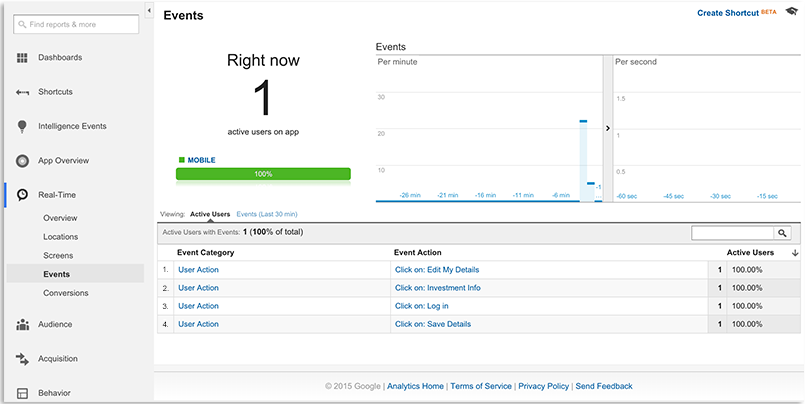 Find reports & more
Dashboards
Shortcuts
Intelligence Events
App Overview
Real-Time
Overview
Locations
Screens
Events
Conversions
Audience
Acquisition
Behavior
Events
Create Shortcut BETA
Right now
1
active users on app
MOBILE
100%
Events
Per minute
30
20
10
-26 min
-21 min
-16 min
-11 min
-6 min
-1
Per second
1.5
1
0.5
-60 sec
-45 sec
-30 sec
-15 sec
Viewing: Active Users Events (Last 30 min)
Active Users with Events: 1 (100% of total)
Event Category Event Action Active Users
1. User Action Click on: Edit My Details 1 100.00%
2. User Action Click on: Investment Info 1 100.00%
3. User Action Click on: Log in 1 100.00%
4. User Action Click on: Save Details 1 100.00%
© 2015 Google | Analytics Home | Terms of Service | Privacy Policy | Send Feedback